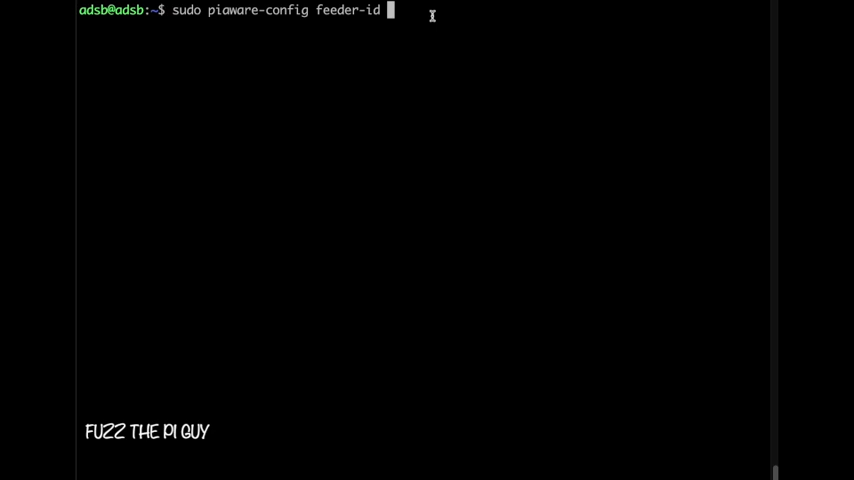 adsb@adsb:~$ sudo piaware-config feeder-id
FUZZ THE PI GUY